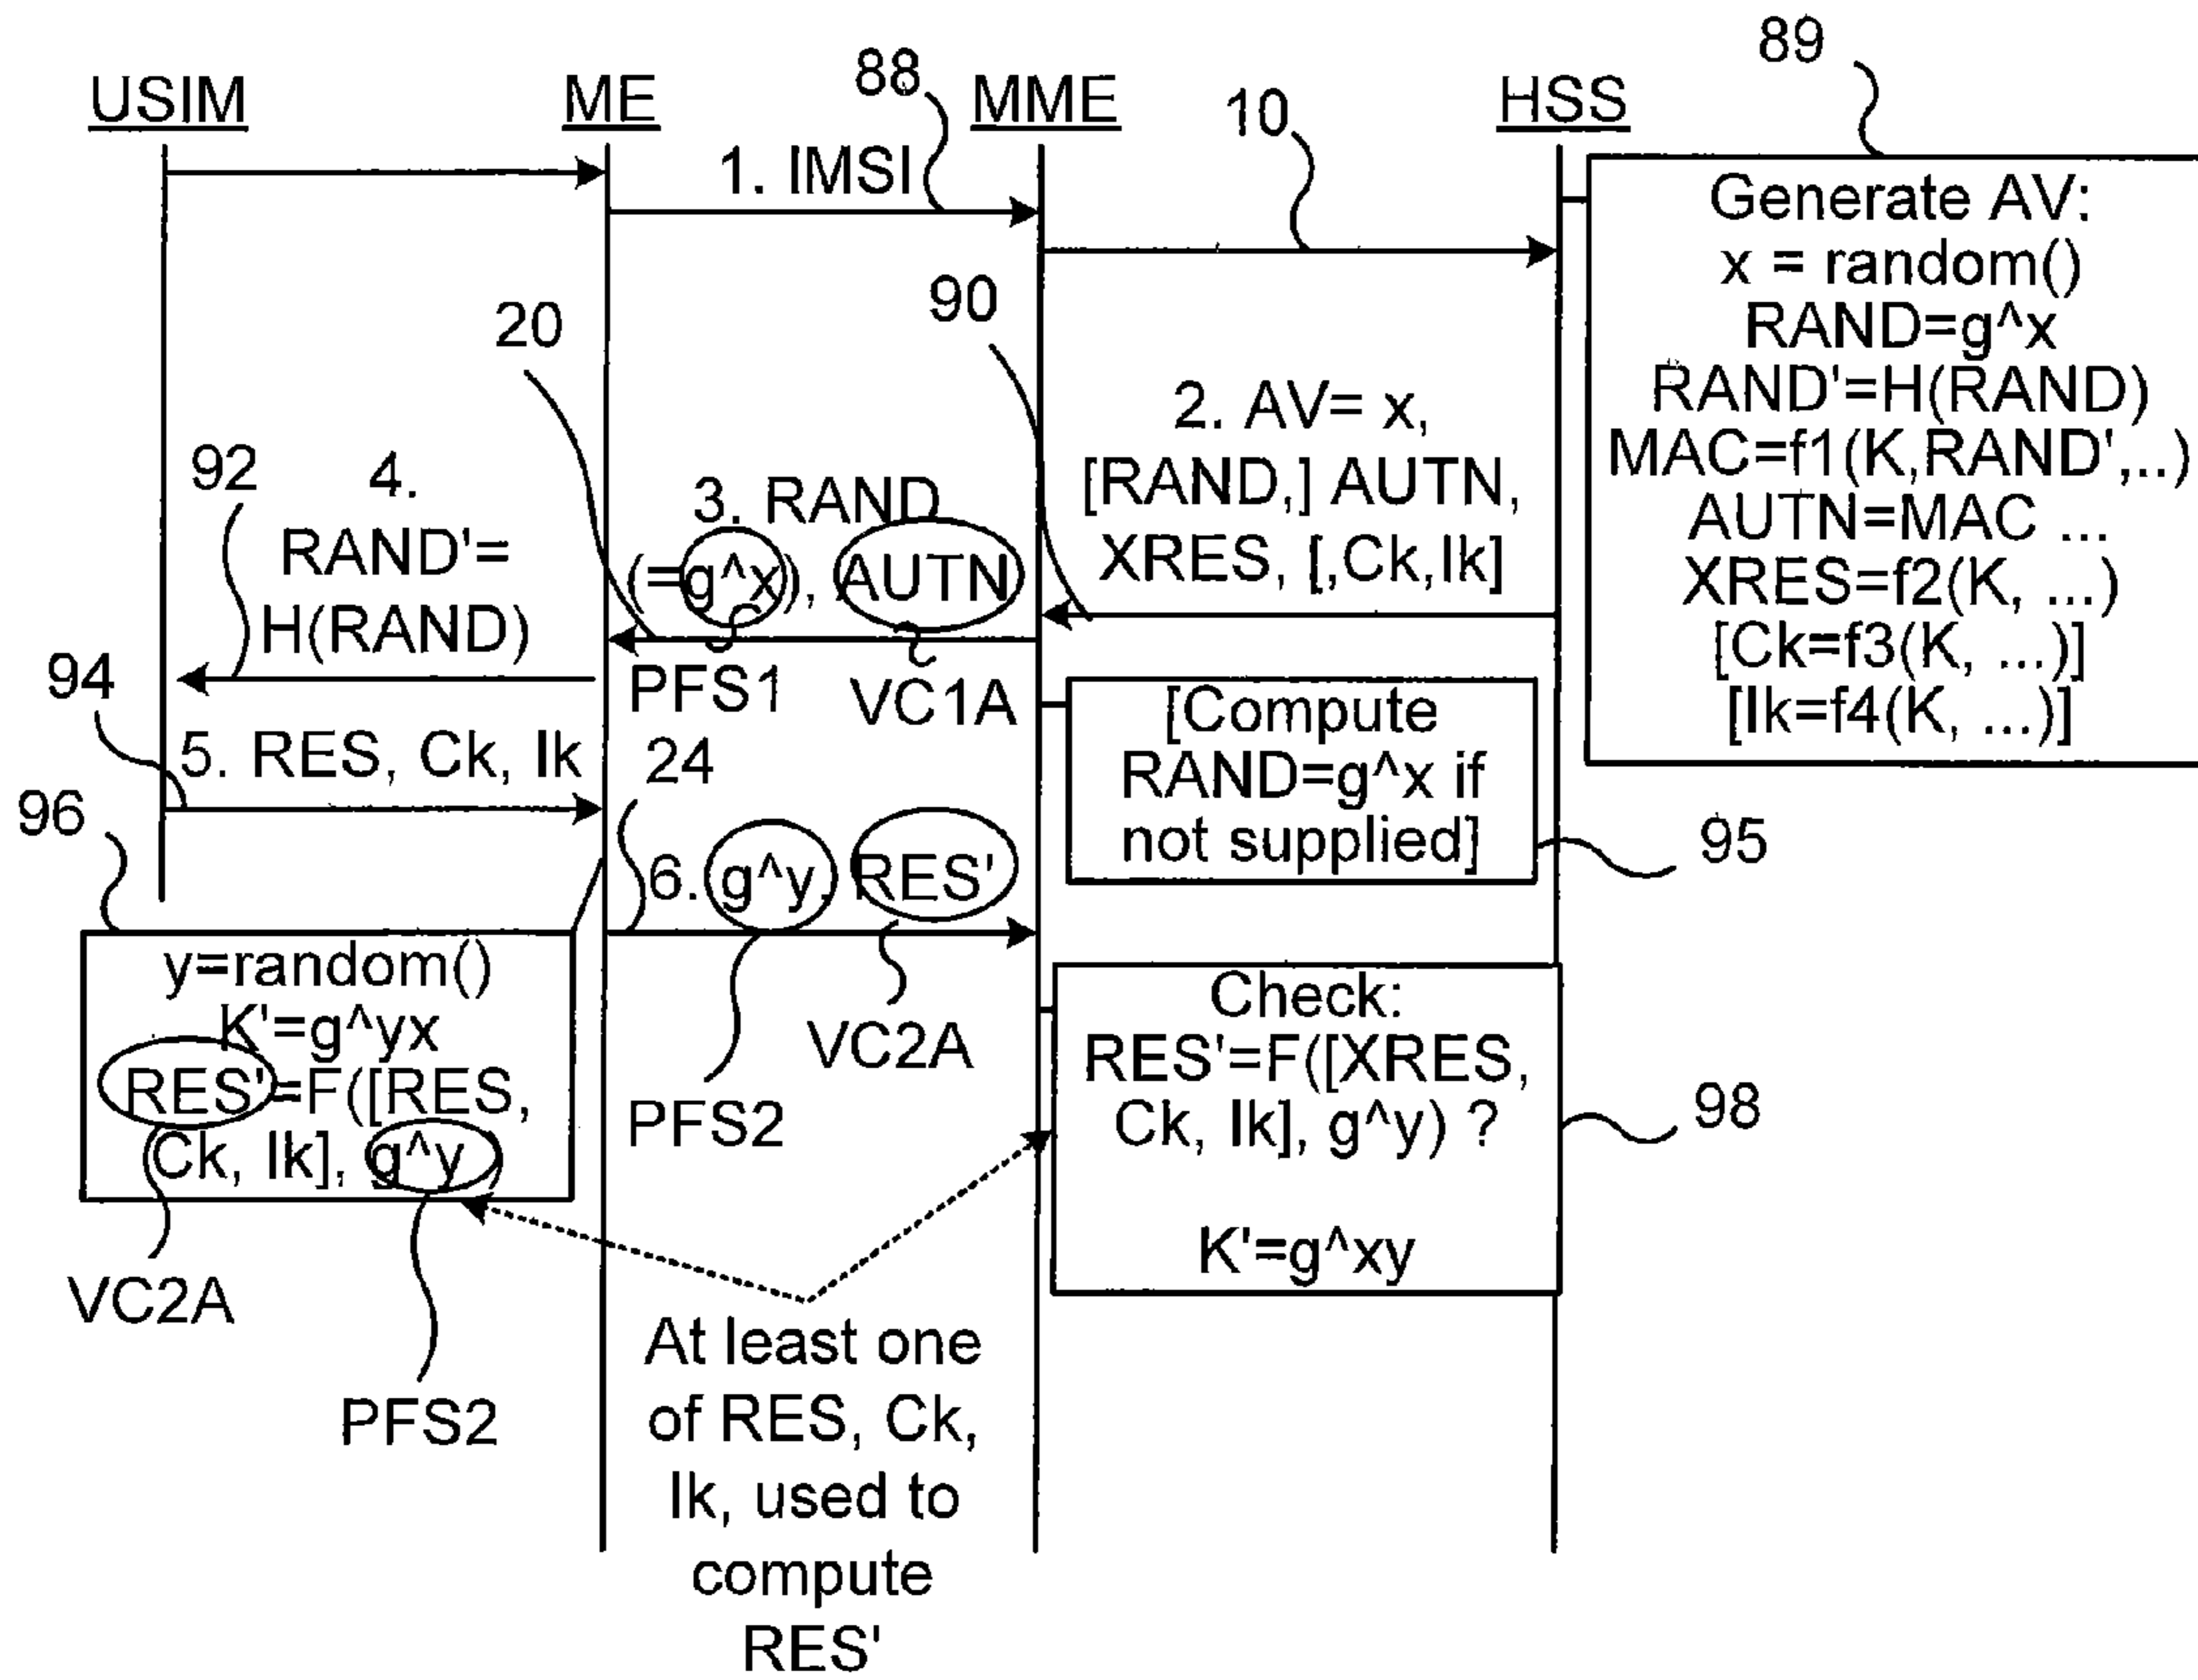 USIM
ME
88
MME
10
HSS
89
1. IMSI
Generate AV:
x = random()
RAND=g^x
RAND'=H(RAND)
MAC=f1(K,RAND',..)
AUTN=MAC ...
XRES=f2(K, ...)
[Ck=f3(K, ...)]
[Ik=f4(K, ...)]
20
90
2. AV= x,
[RAND,] AUTN,
XRES, [,Ck,Ik]
92
4.
RAND'=
H(RAND)
3. RAND
(=g^x), AUTN
PFS1
VC1A
94
5. RES, Ck, Ik
24
[Compute
RAND=g^x if
not supplied]
95
96
6. g^y, RES'
PFS2
VC2A
y=random()
K'=g^yx
RES'=F([RES,
Ck, Ik], g^y )
VC2A
PFS2
Check:
RES'=F([XRES,
Ck, Ik], g^y) ?
K'=g^xy
98
At least one
of RES, Ck,
Ik, used to
compute
RES'